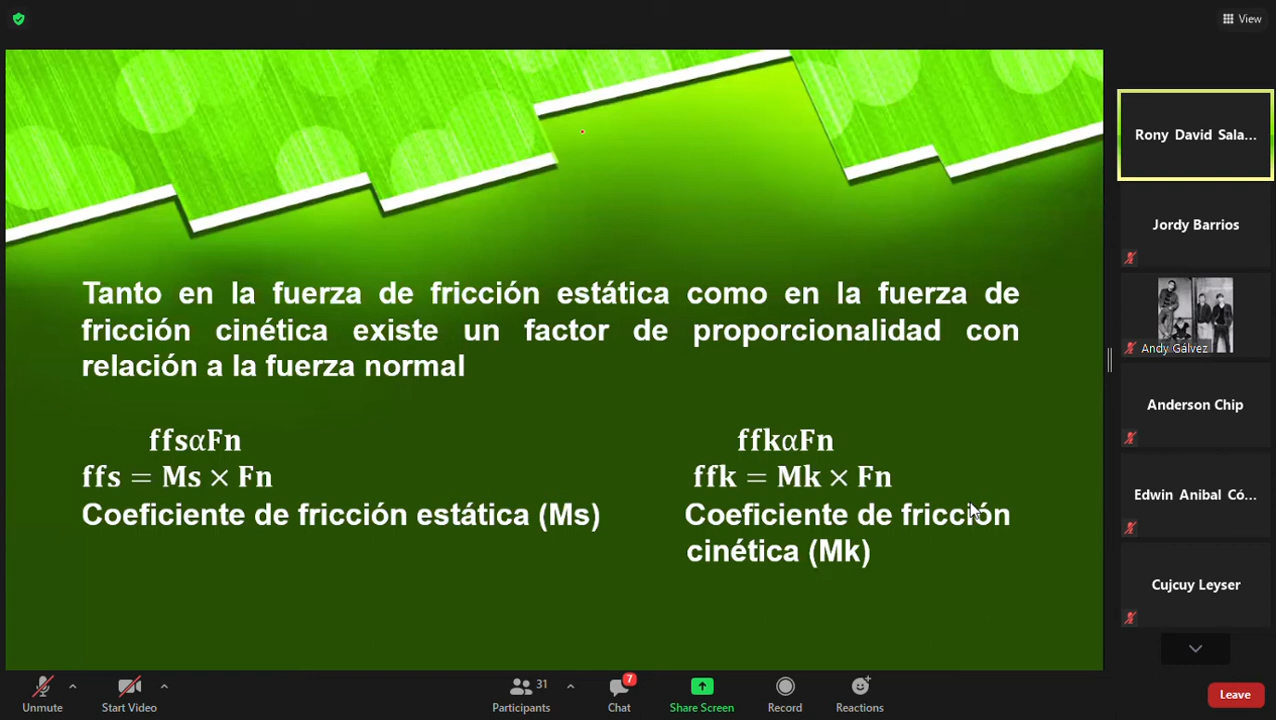 View
Tanto en la fuerza de fricción estática como en la fuerza de
fricción cinética existe un factor de proporcionalidad con
relación a la fuerza normal
ffsαFn
ffs = Ms × Fn
Coeficiente de fricción estática (Ms)
ffkαFn
ffk = Mk × Fn
Coeficiente de fricción
cinética (Mk)
Rony David Sala...
Jordy Barrios
Andy Gálvez
Anderson Chip
Edwin Anibal Có...
Cujcuy Leyser
Unmute
Start Video
31
Participants
7
Chat
Share Screen
Record
Reactions
Leave